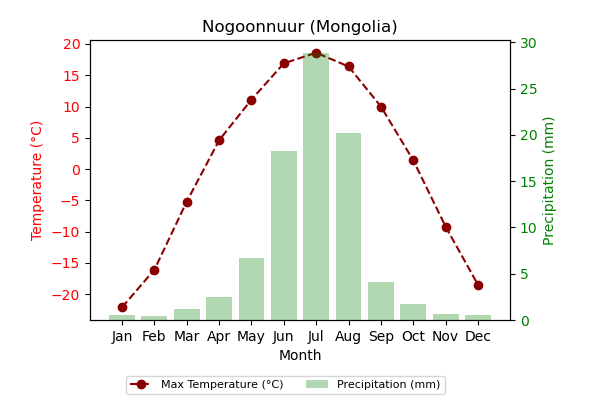 Nogoonnuur (Mongolia)
20
15
10
5
0
−5
−10
−15
−20
Temperature (°C)
30
25
20
15
10
5
0
Precipitation (mm)
Jan Feb Mar Apr May Jun Jul Aug Sep Oct Nov Dec
Month
Max Temperature (°C) Precipitation (mm)